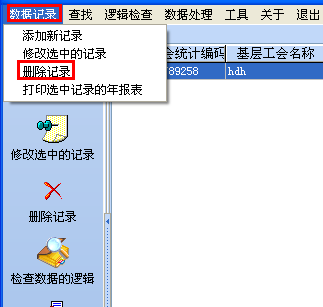 数据记录 查找 逻辑检查 数据处理 工具 关于 退出
添加新记录
修改选中的记录
删除记录
打印选中记录的年报表
会统计编码 基层工会名称
89258 hdh
修改选中的记录
删除记录
检查数据的逻辑